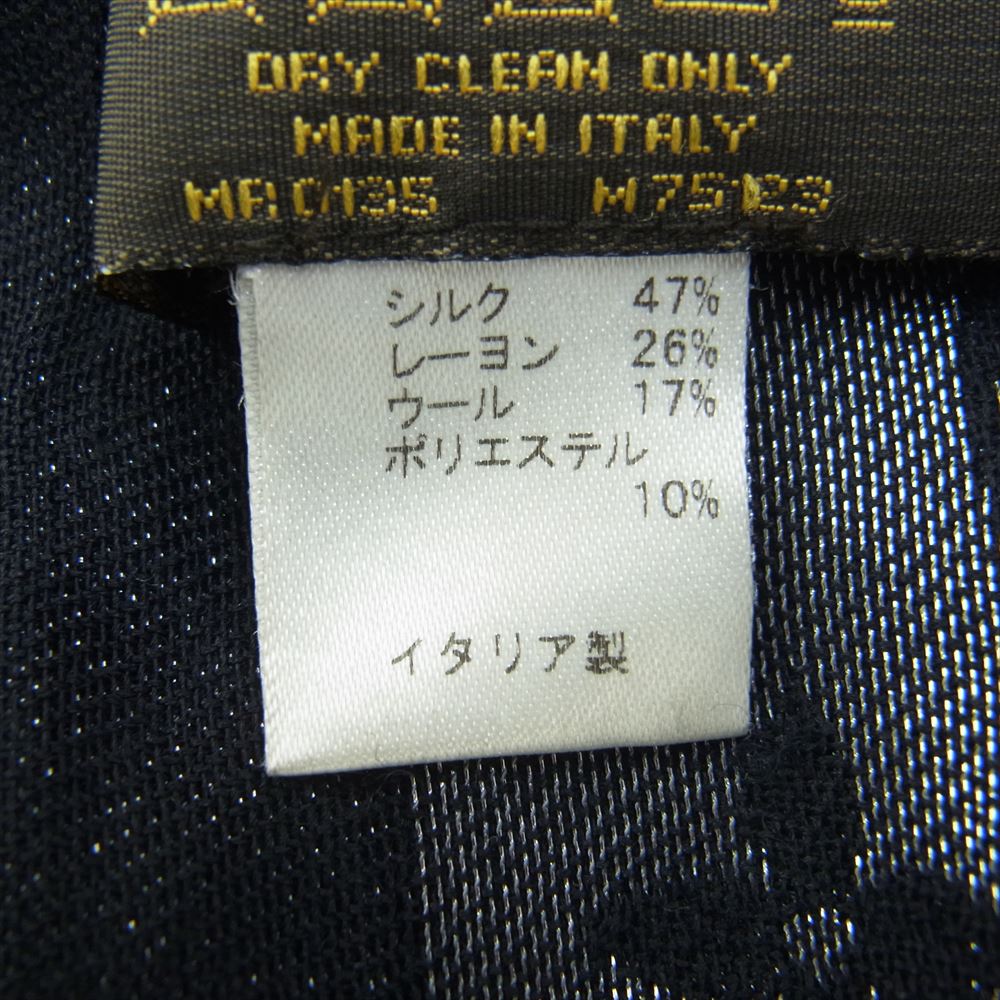 DRY CLEAN ONLY
MADE IN ITALY
MA0135 M75123
シルク 47%
レーヨン 26%
ウール 17%
ポリエステル
10%
イタリア製